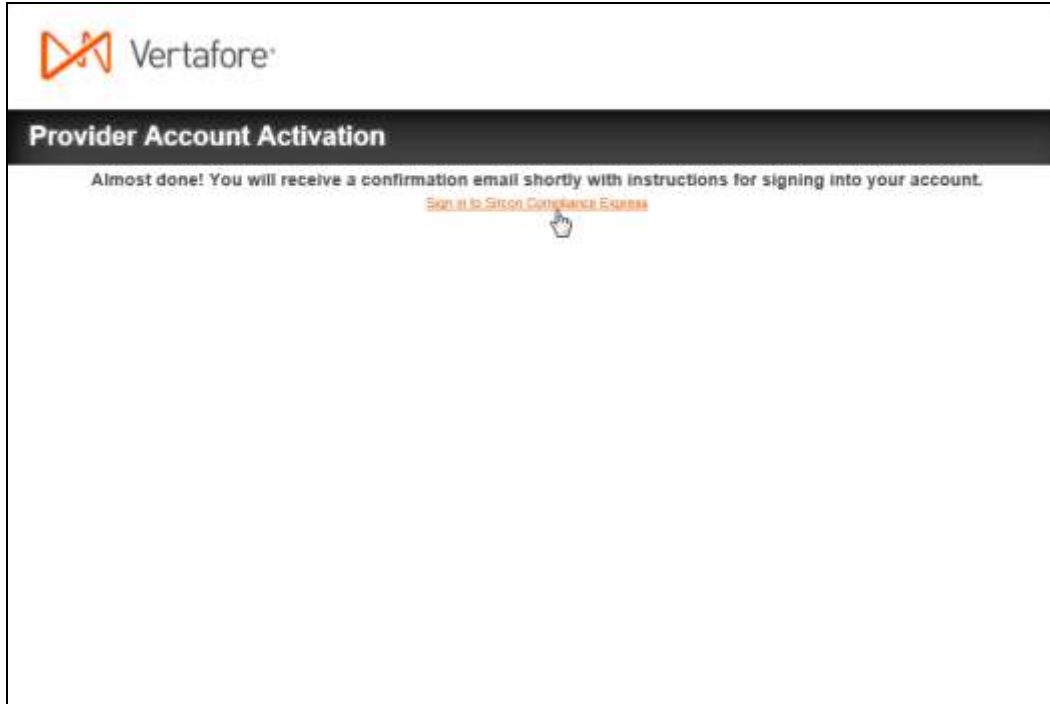 Vertafore
Provider Account Activation
Almost done! You will receive a confirmation email shortly with instructions for signing into your account.
Sign in to Sircon Compliance Express